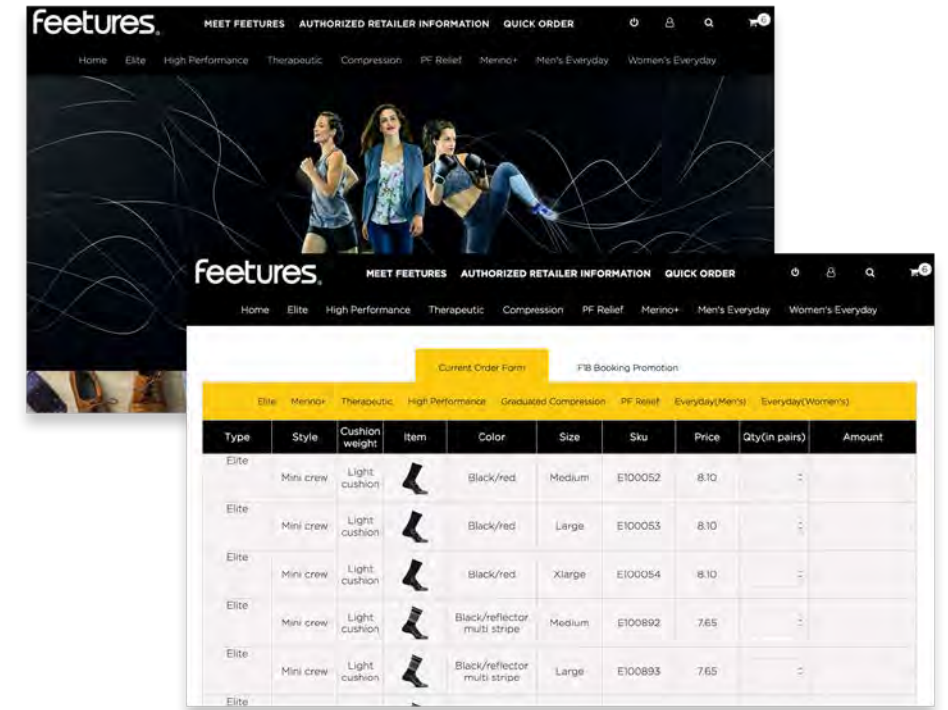 feetures.
MEET FEETURES AUTHORIZED RETAILER INFORMATION QUICK ORDER 6
Home Elite High Performance Therapeutic Compression PF Relief Merino+ Men's Everyday Women's Everyday
feetures.
MEET FEETURES AUTHORIZED RETAILER INFORMATION QUICK ORDER 6
Home Elite High Performance Therapeutic Compression PF Relief Merino+ Men's Everyday Women's Everyday
Current Order Form F18 Booking Promotion
Elite Merino+ Therapeutic High Performance Graduated Compression PF Relief Everyday(Men's) Everyday(Women's)
Type Style Cushion weight Item Color Size Sku Price Qty(in pairs) Amount
Elite Mini crew Light cushion Black/red Medium E100052 8.10
Elite Mini crew Light cushion Black/red Large E100053 8.10
Elite Mini crew Light cushion Black/red Xlarge E100054 8.10
Elite Mini crew Light cushion Black/reflector multi stripe Medium E100892 7.65
Elite Mini crew Light cushion Black/reflector multi stripe Large E100893 7.65
Elite